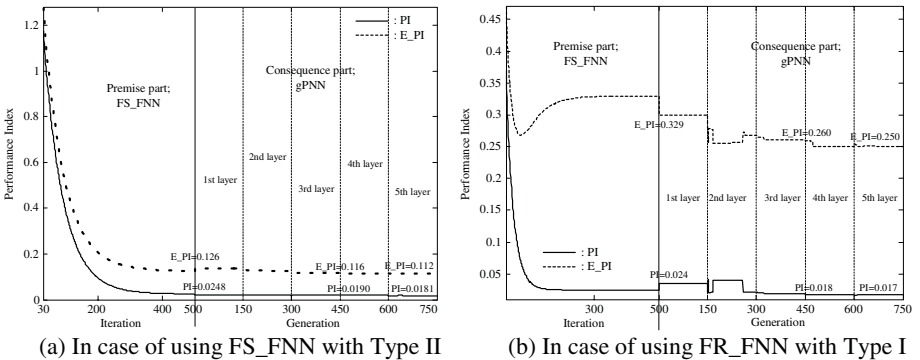 1.2
1
0.8
0.6
0.4
0.2
0
Performance Index
: PI
: E_PI
Premise part;
FS_FNN
Consequence part;
gPNN
1st layer
2nd layer
3rd layer
4th layer
5th layer
E_PI=0.126
E_PI=0.116
E_PI=0.112
PI=0.0248
PI=0.0190
PI=0.0181
30 200 400 500 150 300 450 600 750
Iteration Generation
(a) In case of using FS_FNN with Type II
0.45
0.4
0.35
0.3
0.25
0.2
0.15
0.1
0.05
Performance Index
Premise part;
FS_FNN
Consequence part;
gPNN
E_PI=0.329
E_PI=0.260
E_PI=0.250
1st layer
2nd layer
3rd layer
4th layer
5th layer
: PI
: E_PI
PI=0.024
PI=0.018
PI=0.017
300 500 150 300 450 600 750
Iteration Generation
(b) In case of using FR_FNN with Type I